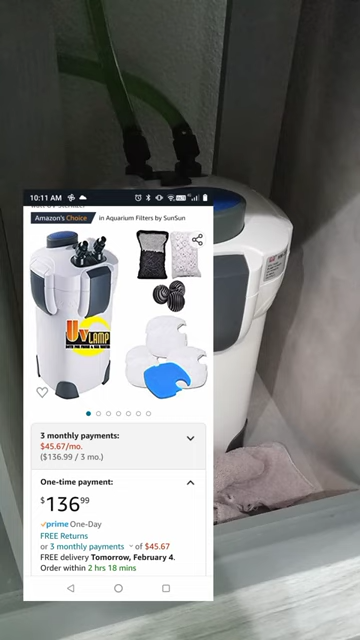 10:11 AM
Amazon's Choice in Aquarium Filters by SunSun
UV
LAMP
3 monthly payments:
$45.67/mo.
($136.99 / 3 mo.)
One-time payment:
$136.99
prime One-Day
FREE Returns
or 3 monthly payments of $45.67
FREE delivery Tomorrow, February 4.
Order within 2 hrs 18 mins